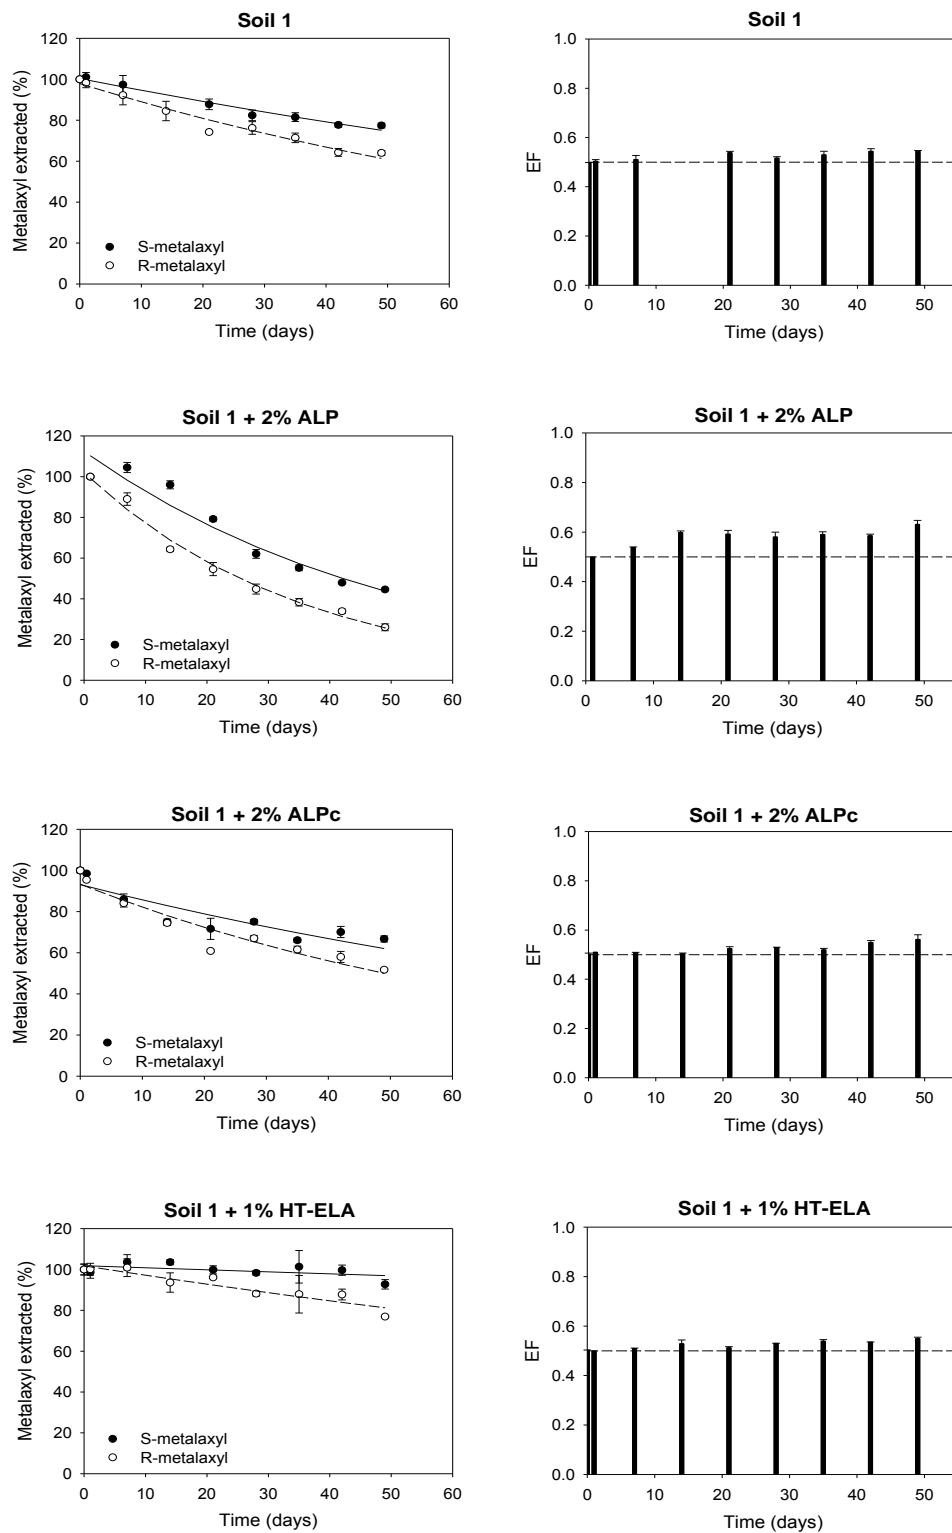 Soil 1
120
100
80
60
40
20
0
Metalaxyl extracted (%)
S-metalaxyl
R-metalaxyl
0 10 20 30 40 50 60
Time (days)
Soil 1
1.0
0.8
0.6
0.4
0.2
0.0
EF
0 10 20 30 40 50
Time (days)
Soil 1 + 2% ALP
120
100
80
60
40
20
0
Metalaxyl extracted (%)
S-metalaxyl
R-metalaxyl
0 10 20 30 40 50 60
Time (days)
Soil 1 + 2% ALP
1.0
0.8
0.6
0.4
0.2
0.0
EF
0 10 20 30 40 50
Time (days)
Soil 1 + 2% ALPc
120
100
80
60
40
20
0
Metalaxyl extracted (%)
S-metalaxyl
R-metalaxyl
0 10 20 30 40 50 60
Time (days)
Soil 1 + 2% ALPc
1.0
0.8
0.6
0.4
0.2
0.0
EF
0 10 20 30 40 50
Time (days)
Soil 1 + 1% HT-ELA
120
100
80
60
40
20
0
Metalaxyl extracted (%)
S-metalaxyl
R-metalaxyl
0 10 20 30 40 50 60
Time (days)
Soil 1 + 1% HT-ELA
1.0
0.8
0.6
0.4
0.2
0.0
EF
0 10 20 30 40 50
Time (days)